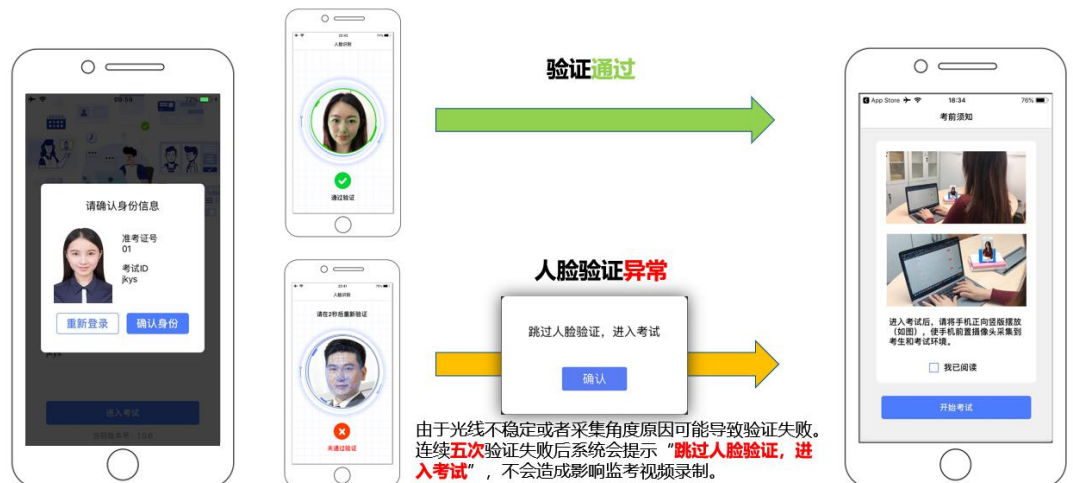 09:09
72%
请确认身份信息
准考证号
01
考试ID
jkys
重新登录
确认身份
jkys
进入考试
人脸识别
通过验证
验证通过
人脸识别
请在2秒后重新验证
未通过验证
人脸验证异常
跳过人脸验证，进入考试
确认
由于光线不稳定或者采集角度原因可能导致验证失败。
连续五次验证失败后系统会提示“跳过人脸验证，进
入考试”，不会造成影响监考视频录制。
App Store
18:34
76%
考前须知
进入考试后，请将手机正向竖版摆放
（如图），使手机前置摄像头采集到
考生和考试环境。
我已阅读
开始考试